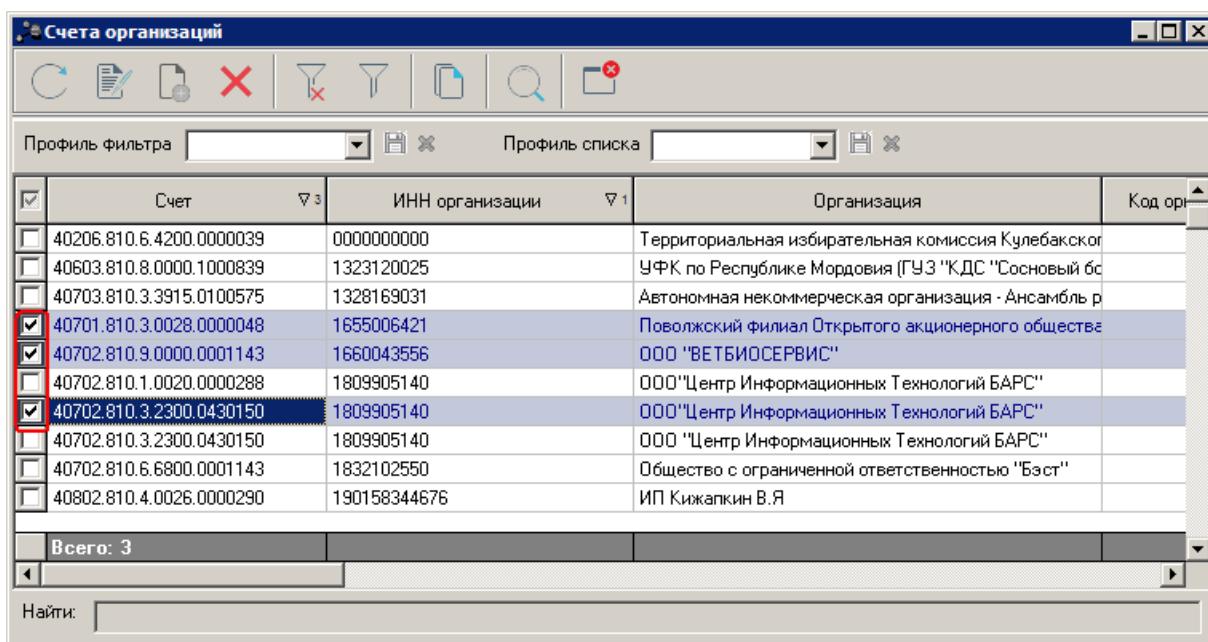 Счета организаций
Профиль фильтра Профиль списка
Счет 3 ИНН организации 1 Организация Код орг
40206.810.6.4200.0000039 0000000000 Территориальная избирательная комиссия Кулебакског
40603.810.8.0000.1000839 1323120025 УФК по Республике Мордовия (ГУЗ "КДС "Сосновый бо
40703.810.3.3915.0100575 1328169031 Автономная некоммерческая организация - Ансамбль р
40701.810.3.0028.0000048 1655006421 Поволжский филиал Открытого акционерного общества
40702.810.9.0000.0001143 1660043556 ООО "ВЕТБИОСЕРВИС"
40702.810.1.0020.0000288 1809905140 ООО"Центр Информационных Технологий БАРС"
40702.810.3.2300.0430150 1809905140 ООО"Центр Информационных Технологий БАРС"
40702.810.3.2300.0430150 1809905140 ООО "Центр Информационных Технологий БАРС"
40702.810.6.6800.0001143 1832102550 Общество с ограниченной ответственностью "Бэст"
40802.810.4.0026.0000290 190158344676 ИП Кижапкин В.Я
Всего: 3
Найти: